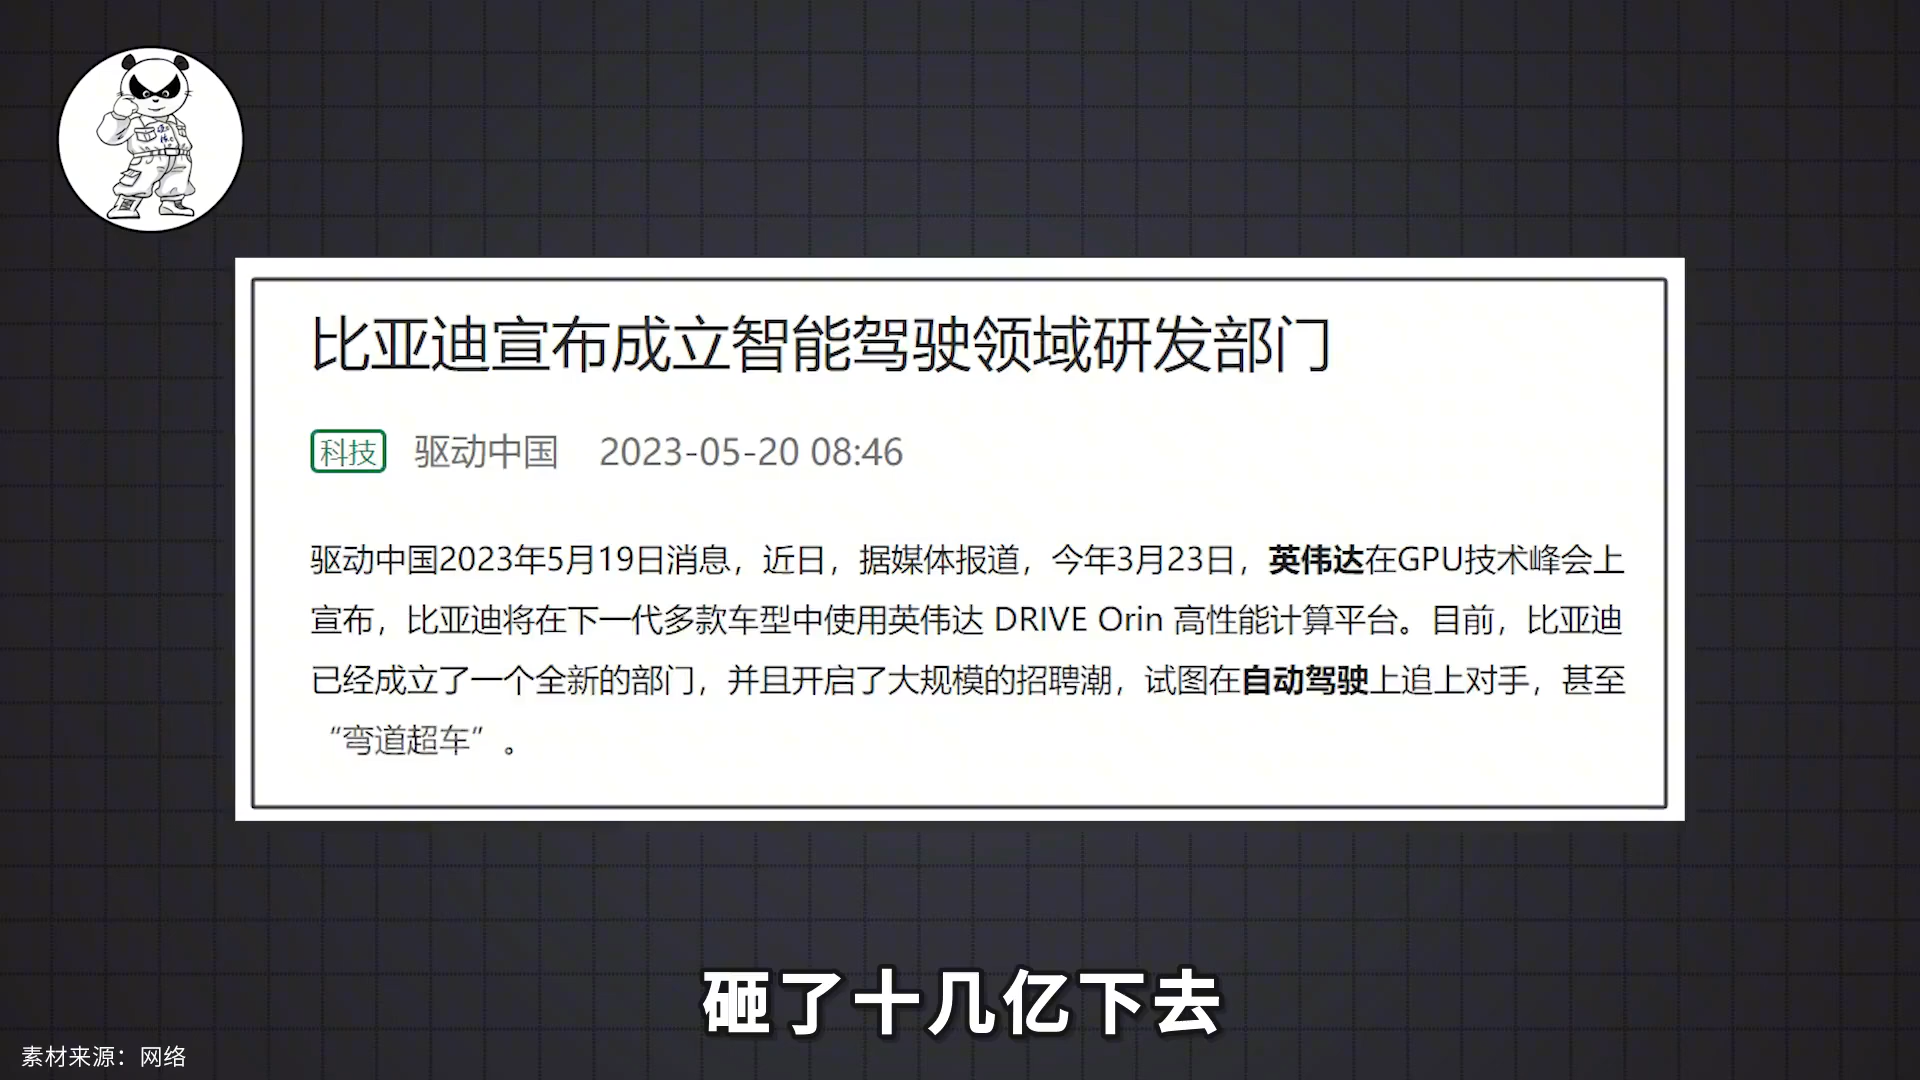 比亚迪宣布成立智能驾驶领域研发部门
科技 驱动中国 2023-05-20 08:46
驱动中国2023年5月19日消息，近日，据媒体报道，今年3月23日，英伟达在GPU技术峰会上
宣布，比亚迪将在下一代多款车型中使用英伟达 DRIVE Orin 高性能计算平台。目前，比亚迪
已经成立了一个全新的部门，并且开启了大规模的招聘潮，试图在自动驾驶上追上对手，甚至
“弯道超车”。
砸了十几亿下去
素材来源：网络